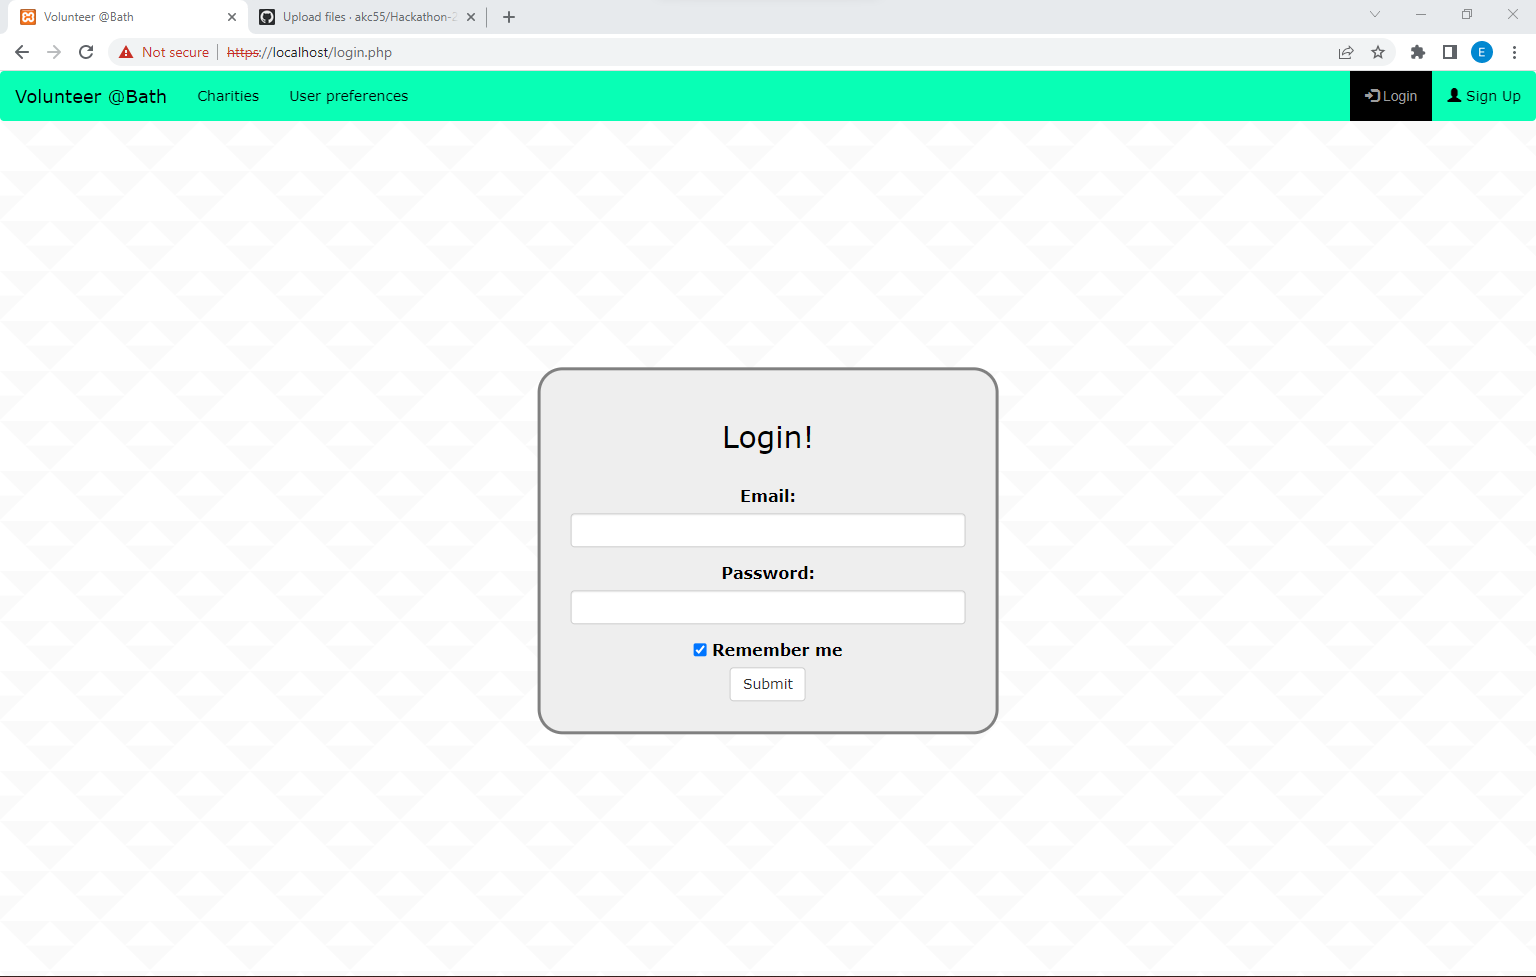 Volunteer @Bath
Upload files · akc55/Hackathon-2
Not secure https://localhost/login.php
E
Volunteer @Bath Charities User preferences Login Sign Up
Login!
Email:
Password:
Remember me
Submit